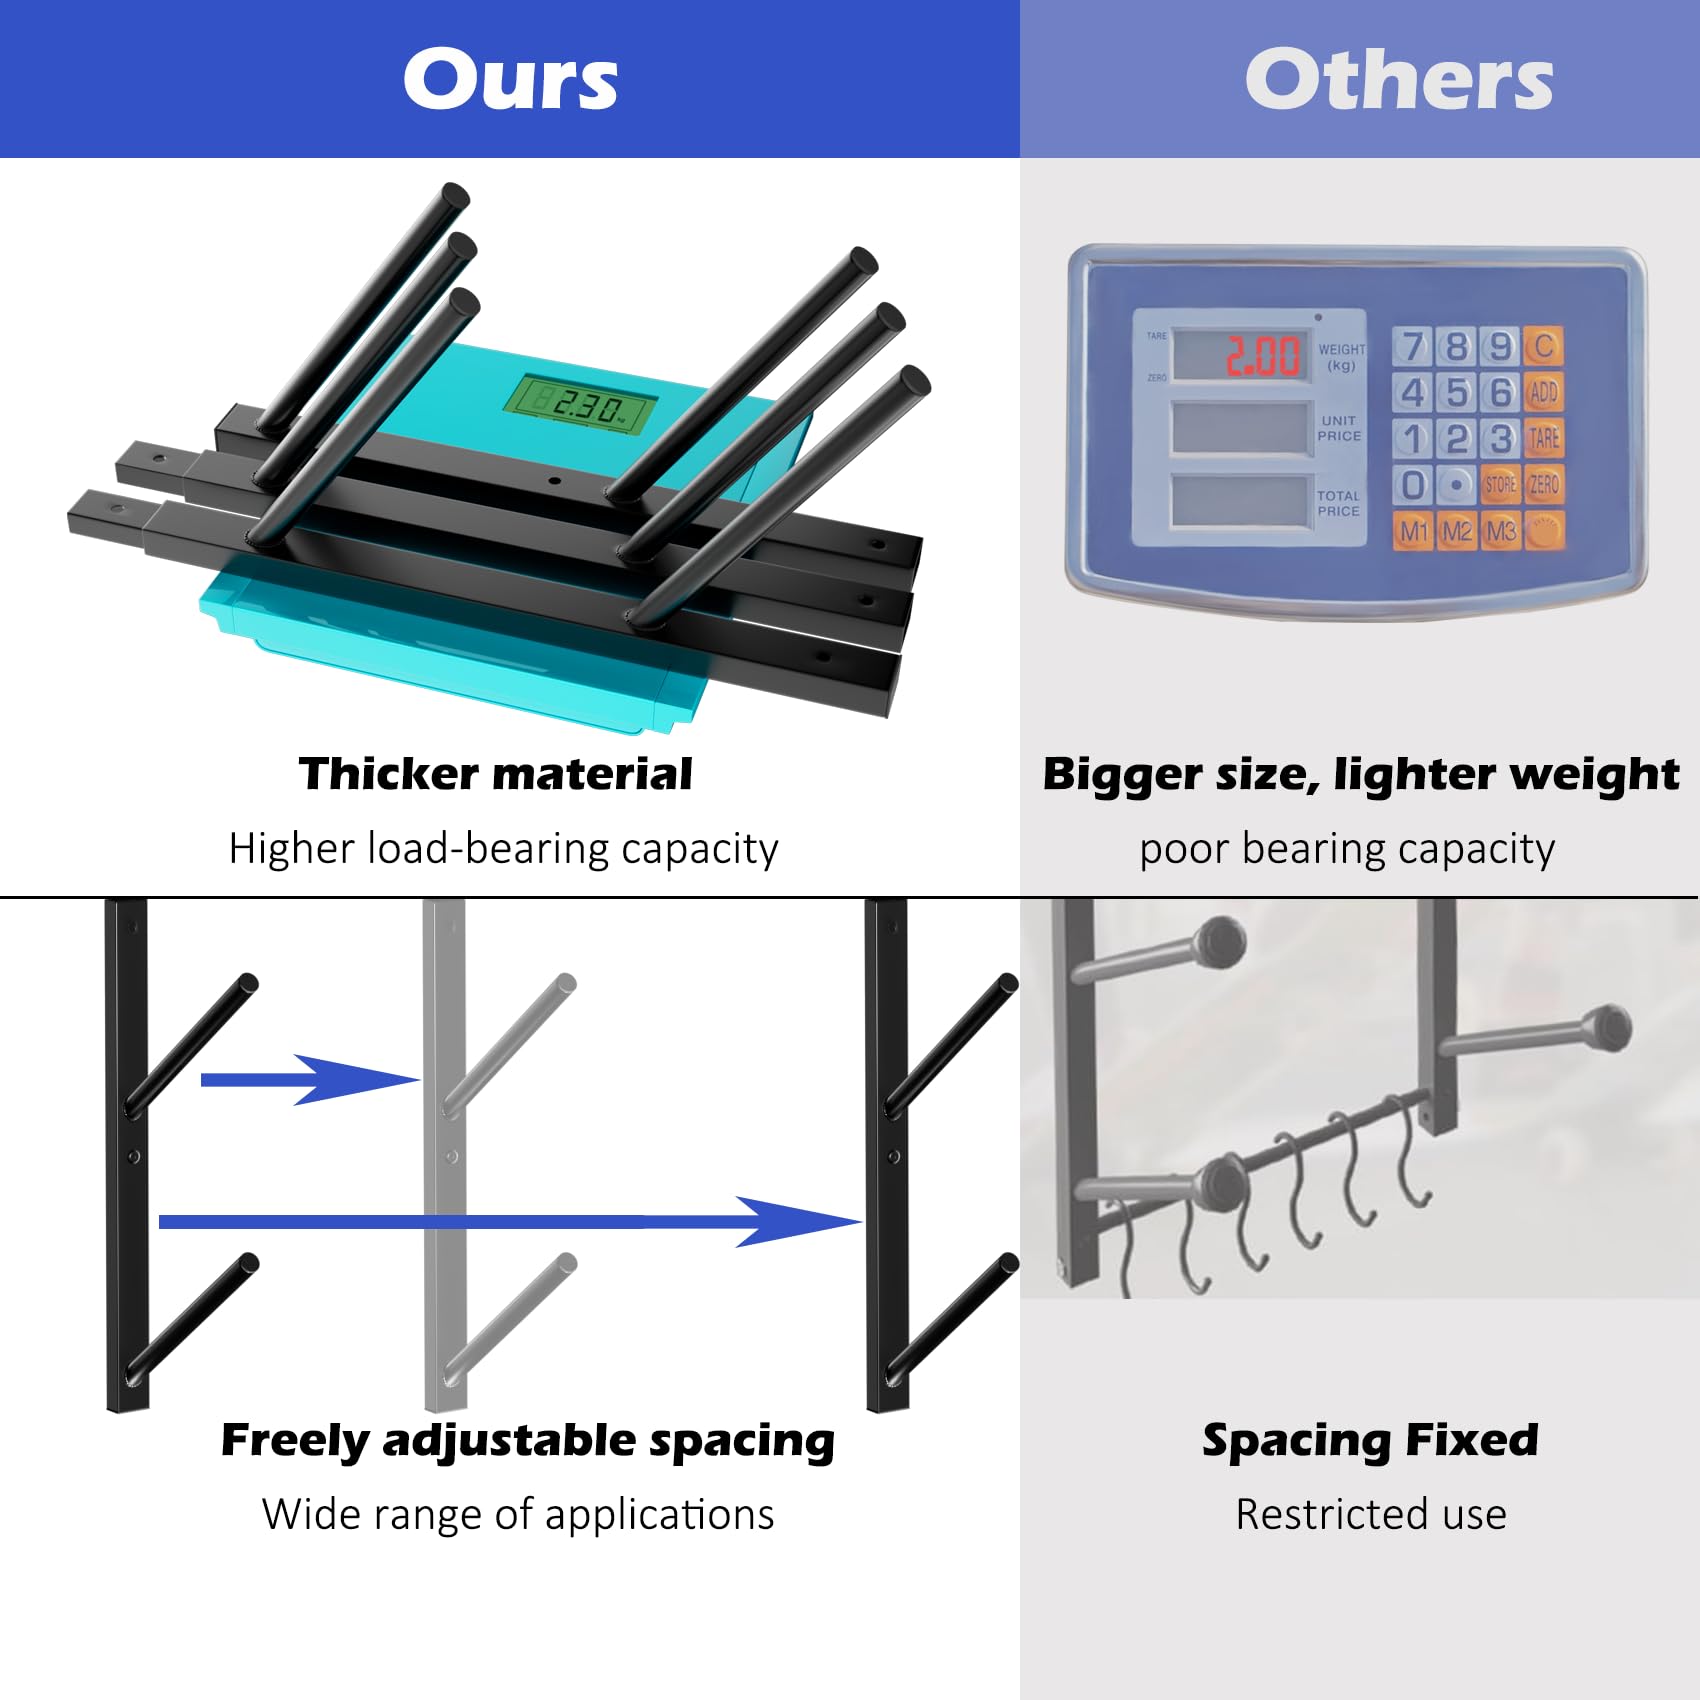 Ours
Others
2.30
kg
TARE
ZERO
2.00
WEIGHT
(kg)
UNIT
PRICE
TOTAL
PRICE
7 8 9 C
4 5 6 ADD
1 2 3 TARE
0 • STORE ZERO
M1 M2 M3
Thicker material
Higher load-bearing capacity
Bigger size, lighter weight
poor bearing capacity
Freely adjustable spacing
Wide range of applications
Spacing Fixed
Restricted use